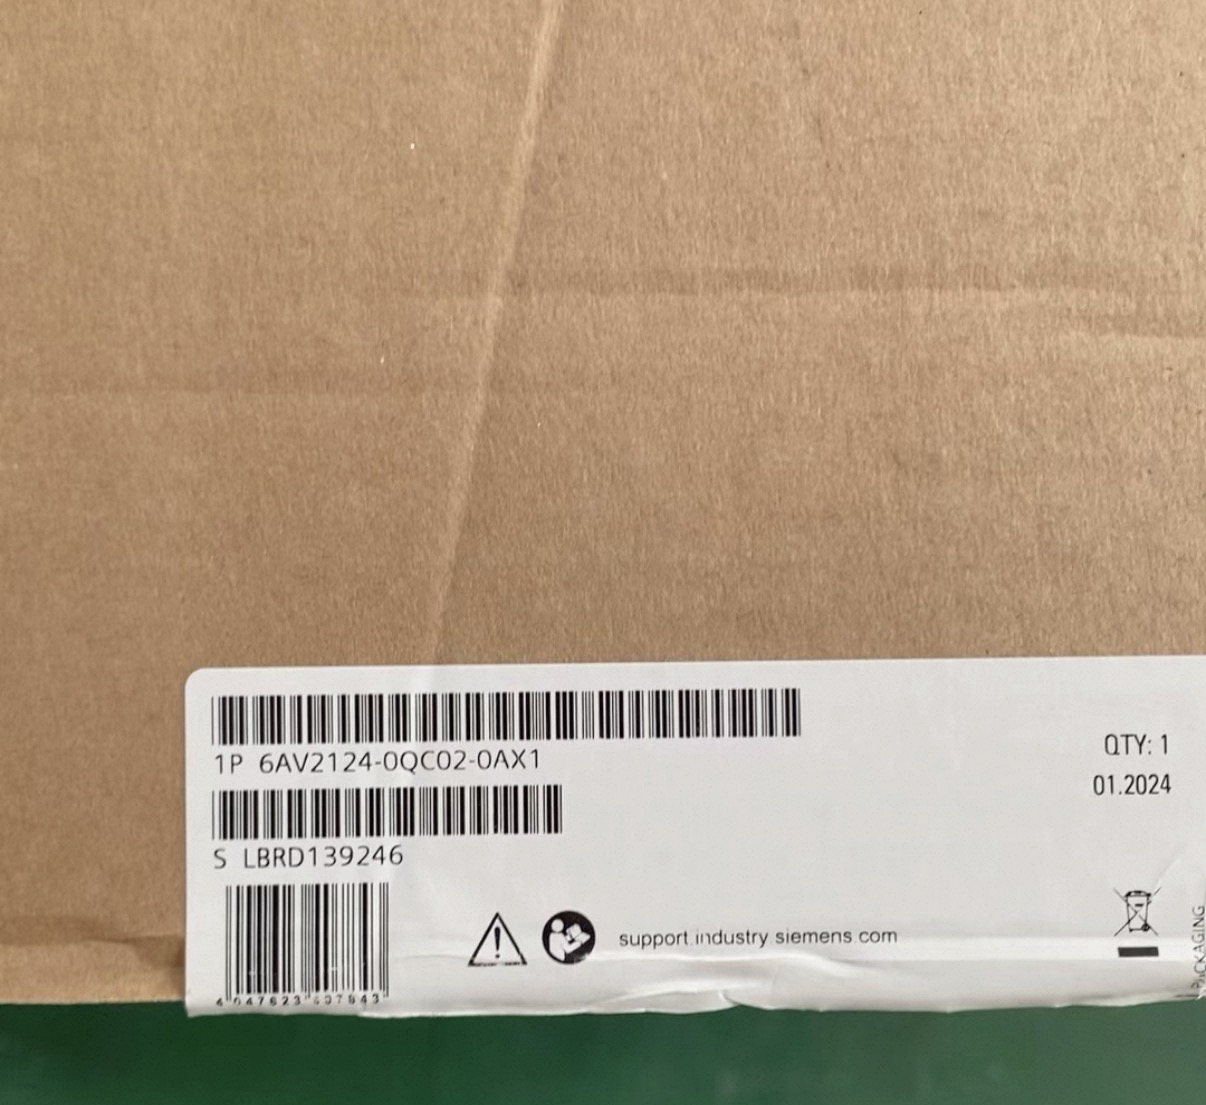 1P 6AV2124-0QC02-0AX1
QTY: 1
01.2024
S LBRD139246
support.industry.siemens.com
PACKAGING